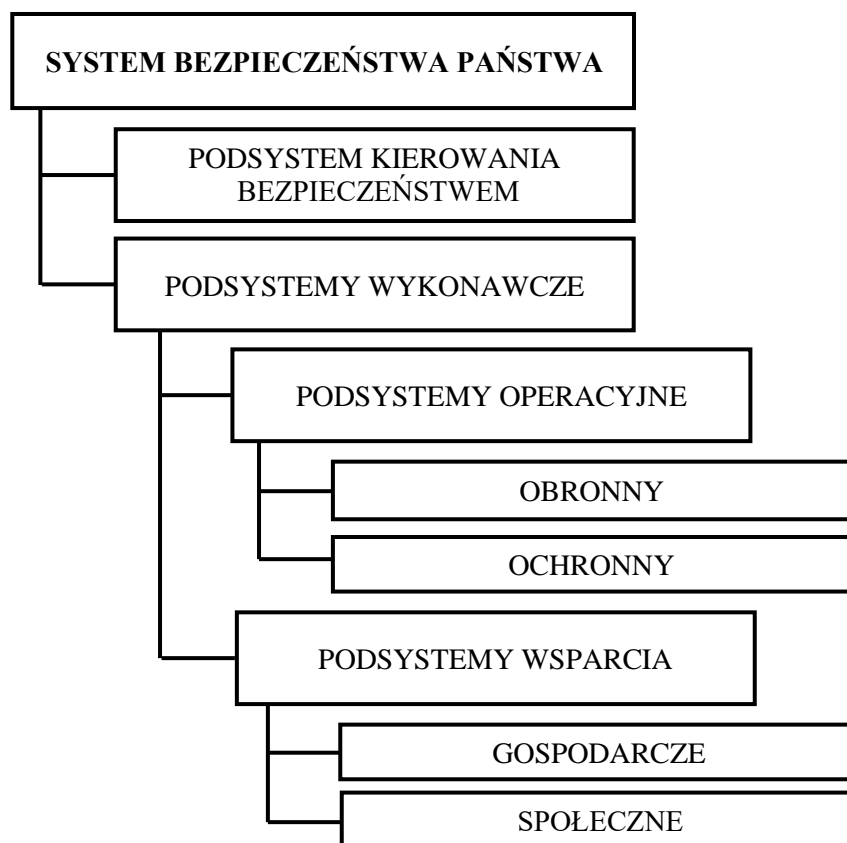 SYSTEM BEZPIECZEŃSTWA PAŃSTWA
PODSYSTEM KIEROWANIA
BEZPIECZEŃSTWEM
PODSYSTEMY WYKONAWCZE
PODSYSTEMY OPERACYJNE
OBRONNY
OCHRONNY
PODSYSTEMY WSPARCIA
GOSPODARCZE
SPOŁECZNE